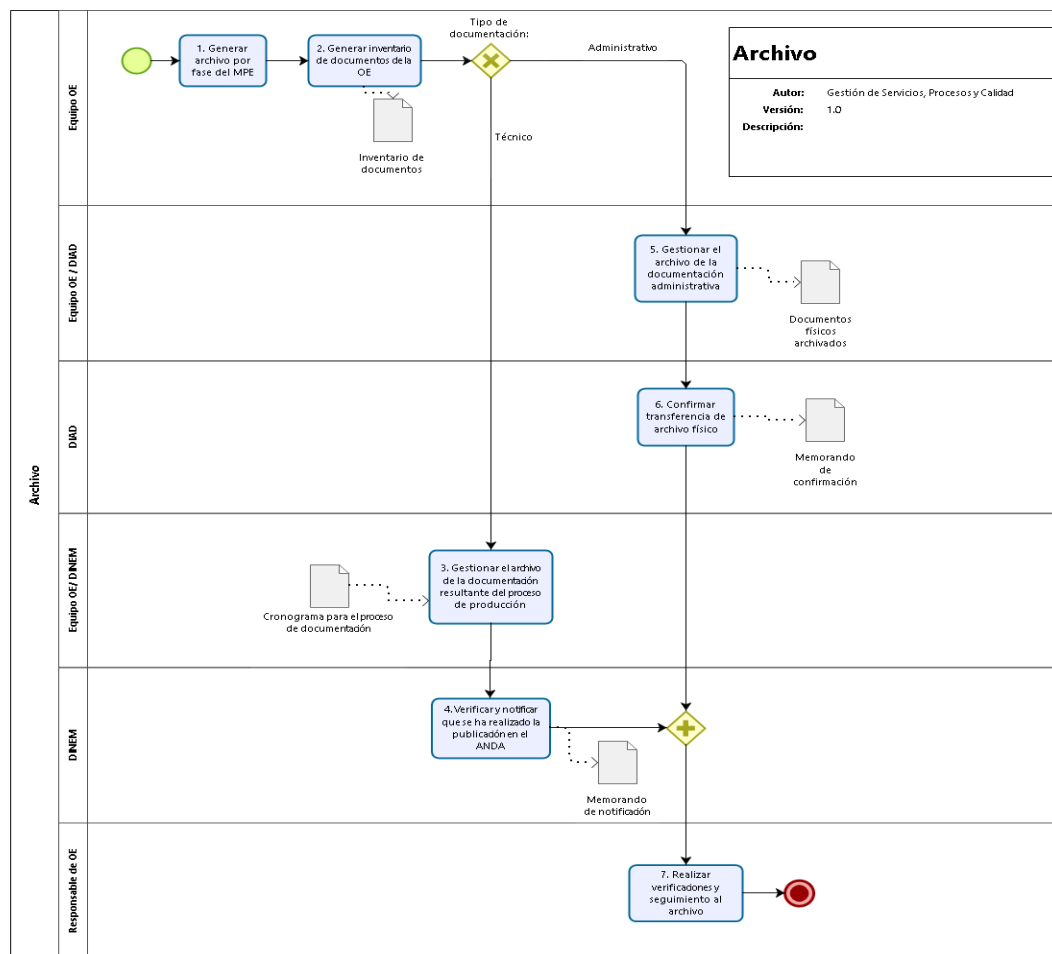 Archivo
Equipo OE
1. Generar
archivo por
fase del MPE
2. Generar inventario
de documentos de la
OE
Inventario de
documentos
Tipo de
documentación:
Administrativo
Técnico
Archivo
Autor: Gestión de Servicios, Procesos y Calidad
Versión: 1.0
Descripción:
Equipo OE / DIAD
5. Gestionar el
archivo de la
documentación
administrativa
Documentos
físicos
archivados
DIAD
6. Confirmar
transferencia de
archivo físico
Memorando
de
confirmación
Equipo OE/ DINEM
Cronograma para el proceso
de documentación
3. Gestionar el archivo
de la documentación
resultante del proceso
de producción
DINEM
4. Verificar y notificar
que se ha realizado la
publicación en el
ANDA
Memorando
de notificación
Responsable de OE
7. Realizar
verificaciones y
seguimiento al
archivo